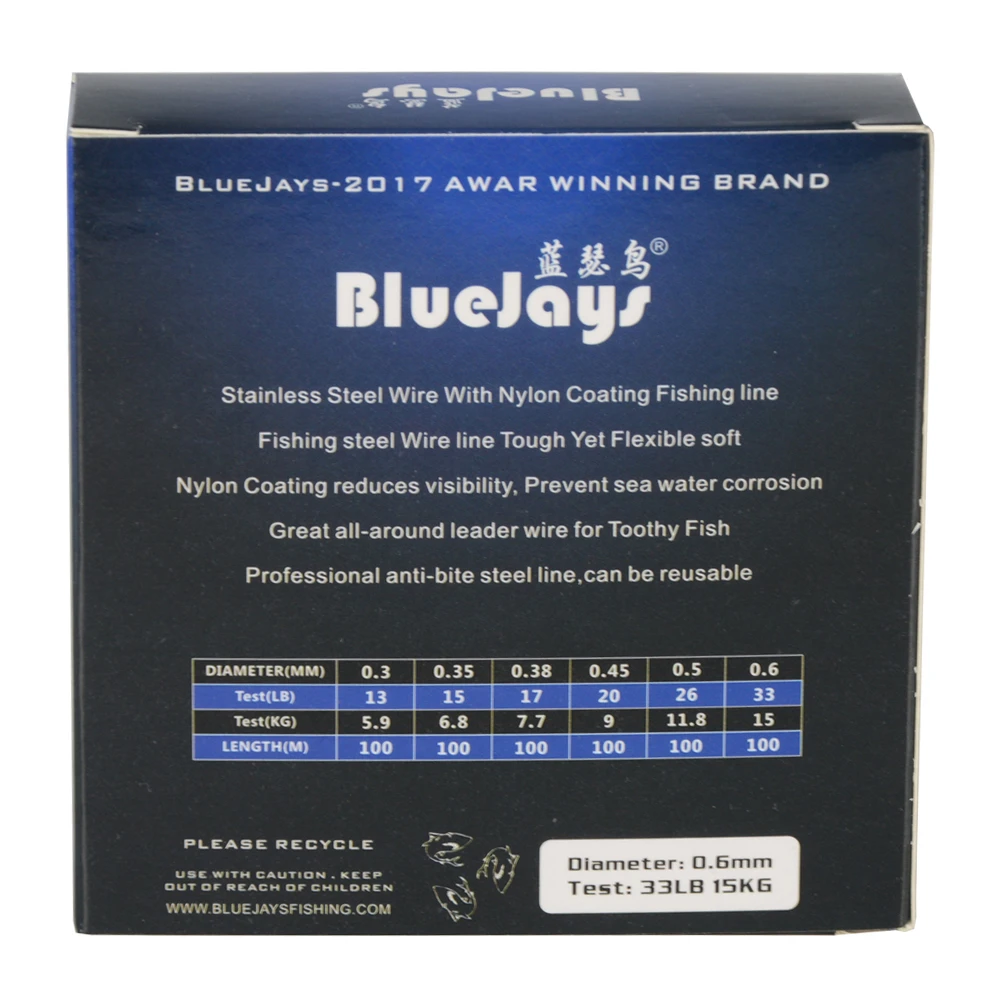 BlueJays 蓝瑟鸟®
BLUEJAYS-2017 AWAR WINNING BRAND
蓝瑟鸟®
BlueJays
Stainless Steel Wire With Nylon Coating Fishing line
Fishing steel Wire line Tough Yet Flexible soft
Nylon Coating reduces visibility, Prevent sea water corrosion
Great all-around leader wire for Toothy Fish
Professional anti-bite steel line,can be reusable
DIAMETER(MM) 0.3 0.35 0.38 0.45 0.5 0.6
Test(LB) 13 15 17 20 26 33
Test(KG) 5.9 6.8 7.7 9 11.8 15
LENGTH(M) 100 100 100 100 100 100
PLEASE RECYCLE
USE WITH CAUTION . KEEP
OUT OF REACH OF CHILDREN
WWW.BLUEJAYSFISHING.COM
Diameter: 0.6mm
Test: 33LB 15KG